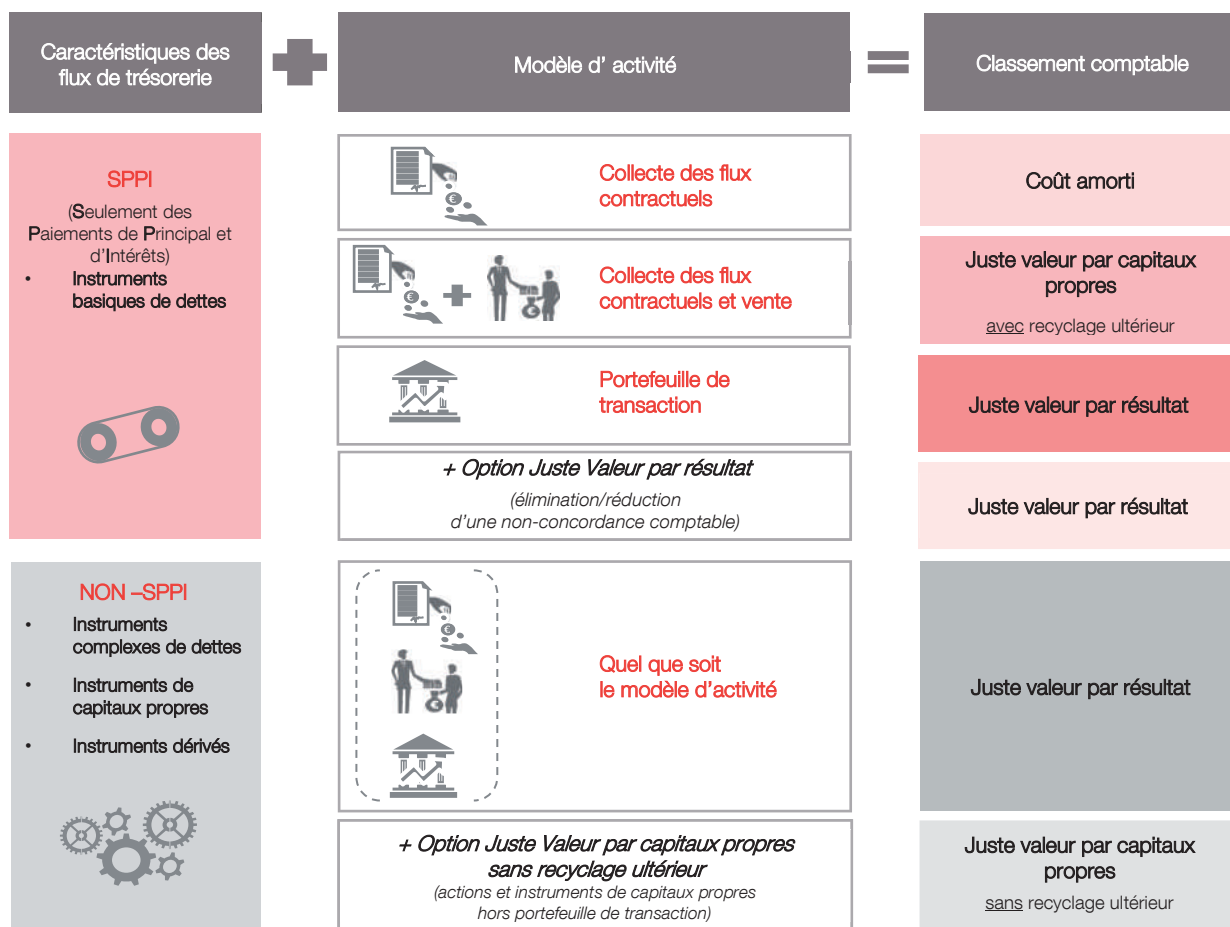 Caractéristiques des
flux de trésorerie
Modèle d' activité
Classement comptable
SPPI
(Seulement des
Paiements de Principal et
d'Intérêts)
• Instruments
basiques de dettes
Collecte des flux
contractuels
Coût amorti
Collecte des flux
contractuels et vente
Juste valeur par capitaux
propres
avec recyclage ultérieur
Portefeuille de
transaction
Juste valeur par résultat
+ Option Juste Valeur par résultat
(élimination/réduction
d'une non-concordance comptable)
Juste valeur par résultat
NON –SPPI
• Instruments
complexes de dettes
• Instruments de
capitaux propres
• Instruments dérivés
Quel que soit
le modèle d'activité
Juste valeur par résultat
+ Option Juste Valeur par capitaux propres
sans recyclage ultérieur
(actions et instruments de capitaux propres
hors portefeuille de transaction)
Juste valeur par capitaux
propres
sans recyclage ultérieur